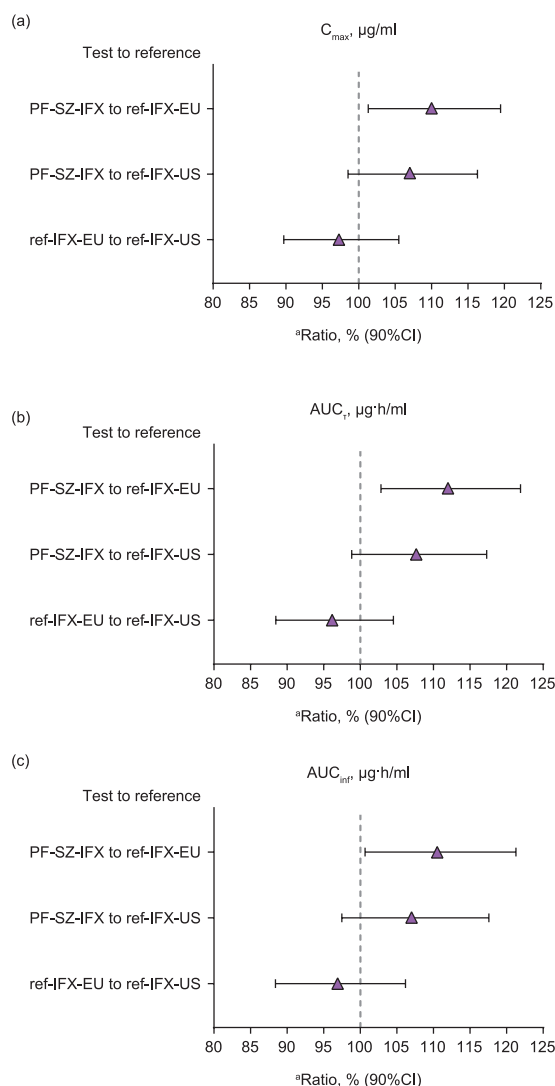 (a)
Cmax, µg/ml
Test to reference
PF-SZ-IFX to ref-IFX-EU
PF-SZ-IFX to ref-IFX-US
ref-IFX-EU to ref-IFX-US
80 85 90 95 100 105 110 115 120 125
aRatio, % (90%CI)
(b)
AUCτ, µg·h/ml
Test to reference
PF-SZ-IFX to ref-IFX-EU
PF-SZ-IFX to ref-IFX-US
ref-IFX-EU to ref-IFX-US
80 85 90 95 100 105 110 115 120 125
aRatio, % (90%CI)
(c)
AUCinf, µg·h/ml
Test to reference
PF-SZ-IFX to ref-IFX-EU
PF-SZ-IFX to ref-IFX-US
ref-IFX-EU to ref-IFX-US
80 85 90 95 100 105 110 115 120 125
aRatio, % (90%CI)